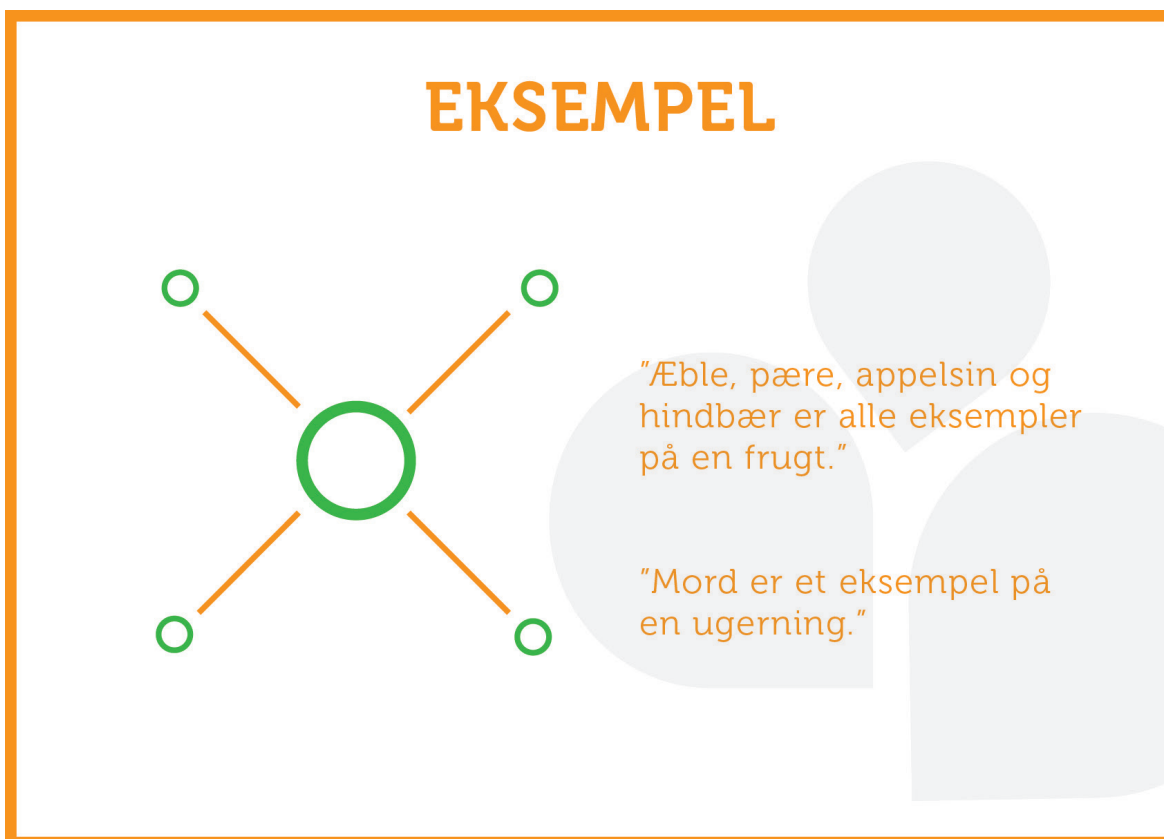 EKSEMPEL
"Æble, pære, appelsin og
hindbær er alle eksempler
på en frugt."
"Mord er et eksempel på
en ugerning."